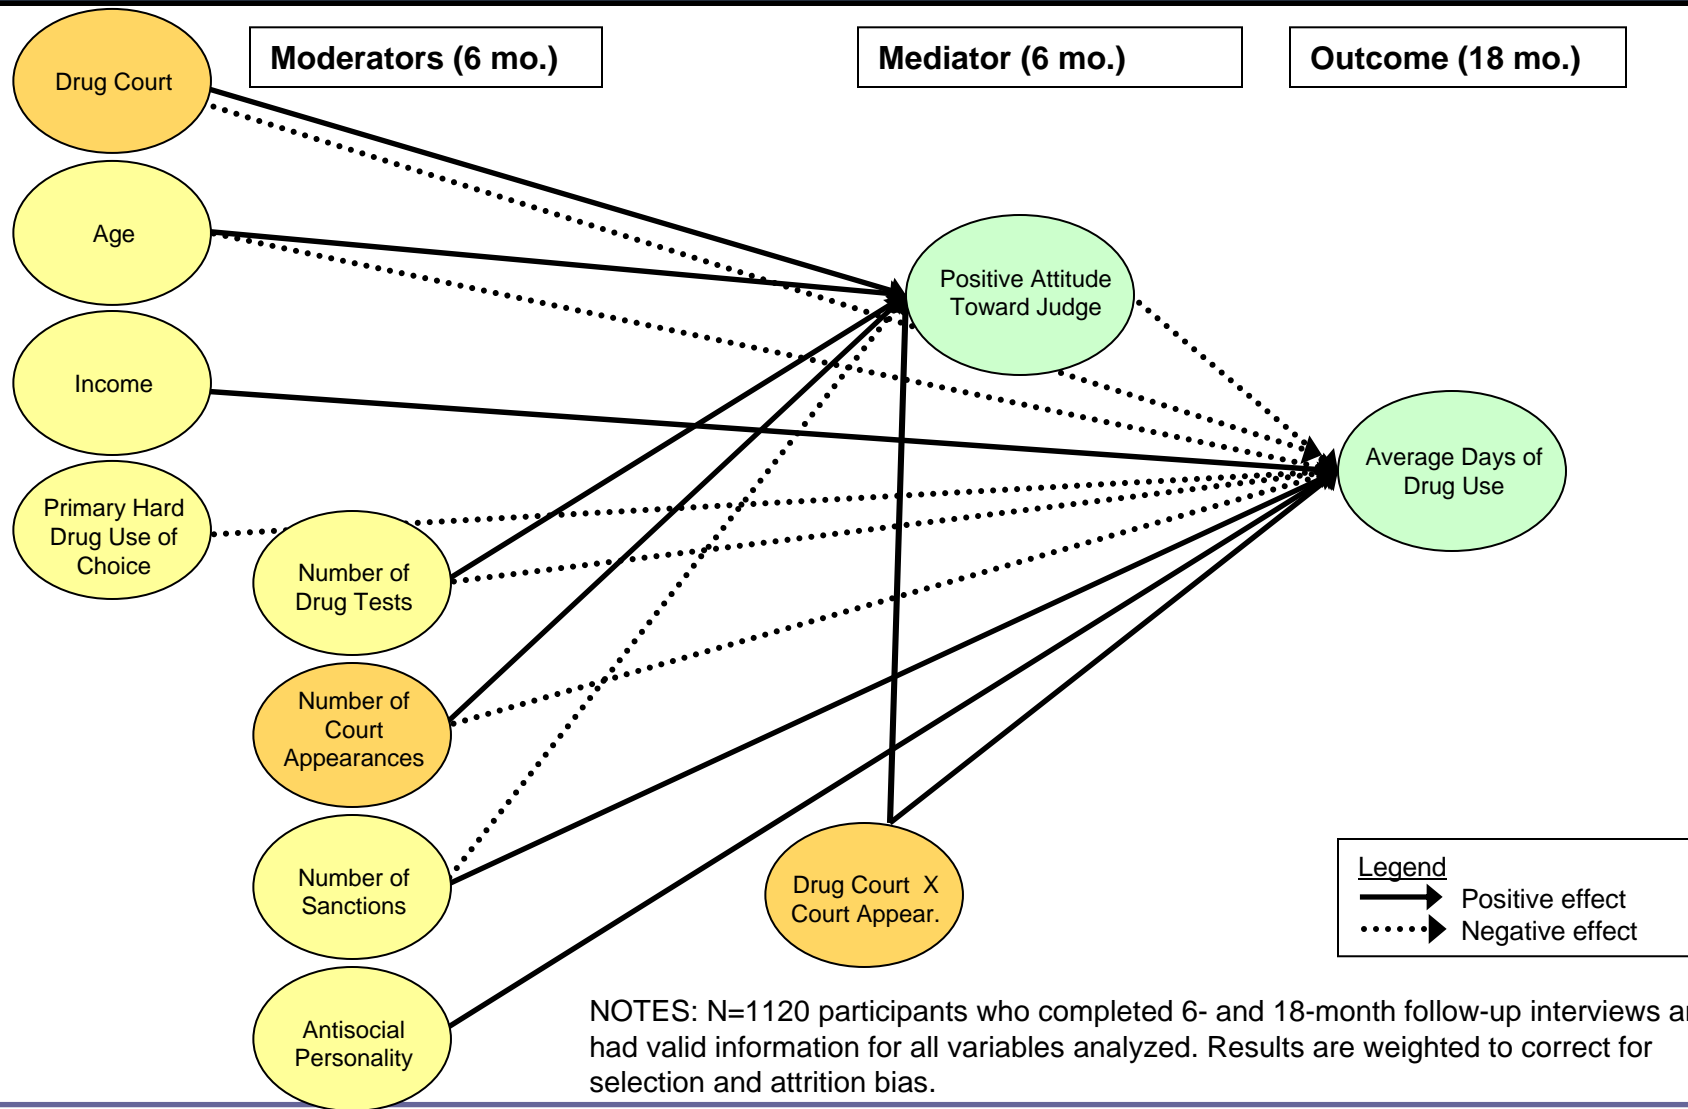 Moderators (6 mo.)
Mediator (6 mo.)
Outcome (18 mo.)
Drug Court
Age
Income
Primary Hard
Drug Use of
Choice
Number of
Drug Tests
Number of
Court
Appearances
Number of
Sanctions
Antisocial
Personality
Positive Attitude
Toward Judge
Average Days of
Drug Use
Drug Court X
Court Appear.
Legend
Positive effect
Negative effect
NOTES: N=1120 participants who completed 6- and 18-month follow-up interviews
had valid information for all variables analyzed. Results are weighted to correct for
selection and attrition bias.